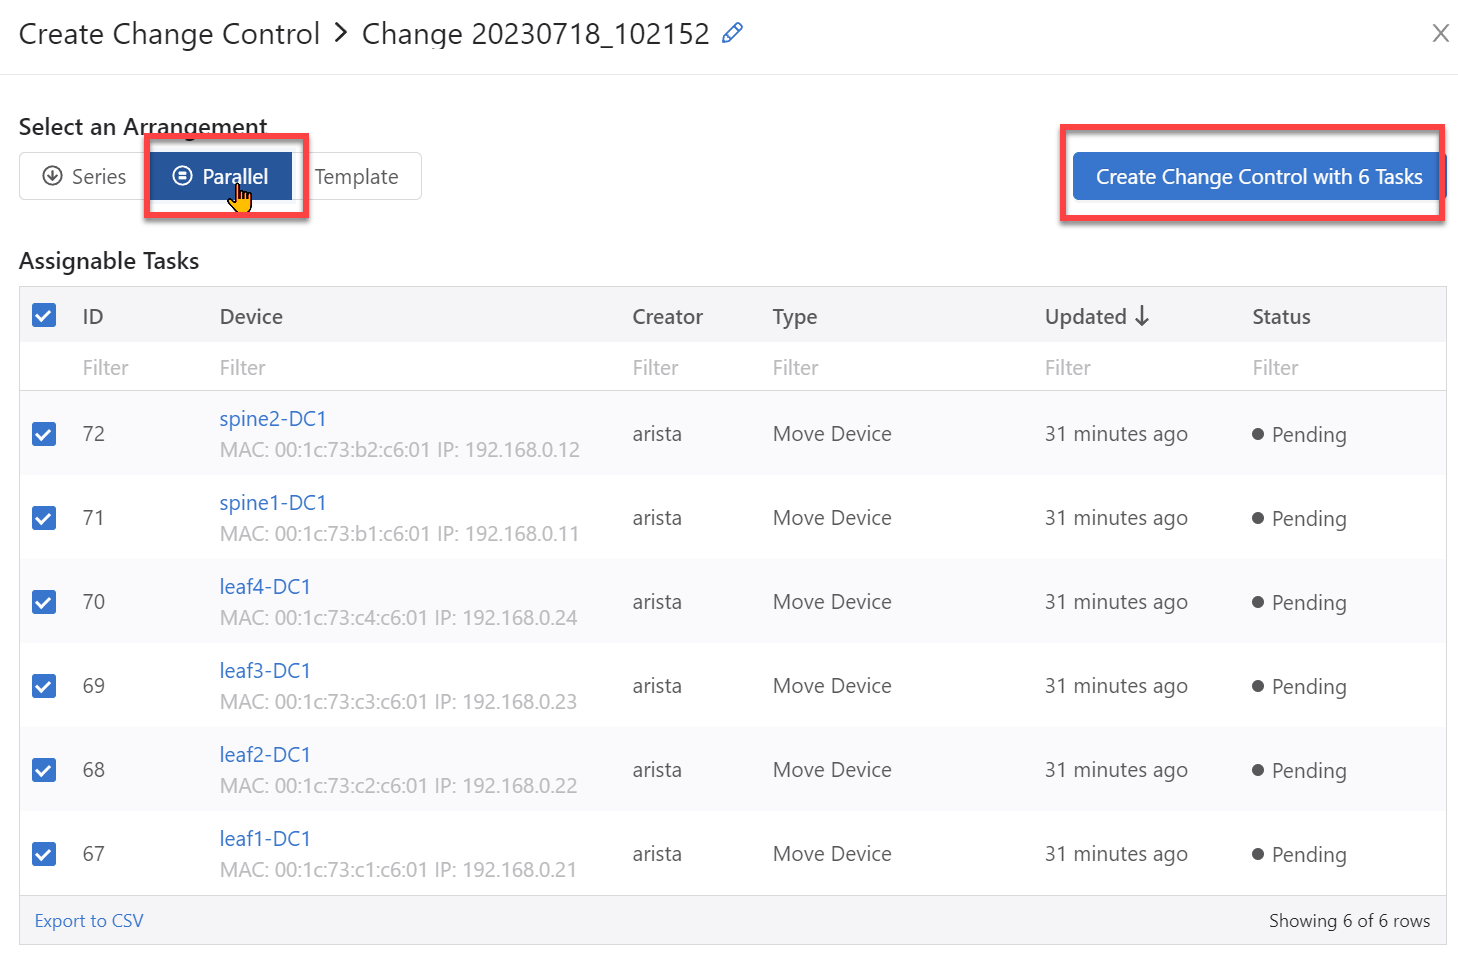 Create Change Control > Change 20230718_102152
Select an Arrangement
Series Parallel Template
Create Change Control with 6 Tasks
Assignable Tasks
ID Device Creator Type Updated Status
Filter Filter Filter Filter Filter Filter
72 spine2-DC1 arista Move Device 31 minutes ago Pending
MAC: 00:1c:73:b2:c6:01 IP: 192.168.0.12
71 spine1-DC1 arista Move Device 31 minutes ago Pending
MAC: 00:1c:73:b1:c6:01 IP: 192.168.0.11
70 leaf4-DC1 arista Move Device 31 minutes ago Pending
MAC: 00:1c:73:c4:c6:01 IP: 192.168.0.24
69 leaf3-DC1 arista Move Device 31 minutes ago Pending
MAC: 00:1c:73:c3:c6:01 IP: 192.168.0.23
68 leaf2-DC1 arista Move Device 31 minutes ago Pending
MAC: 00:1c:73:c2:c6:01 IP: 192.168.0.22
67 leaf1-DC1 arista Move Device 31 minutes ago Pending
MAC: 00:1c:73:c1:c6:01 IP: 192.168.0.21
Export to CSV Showing 6 of 6 rows